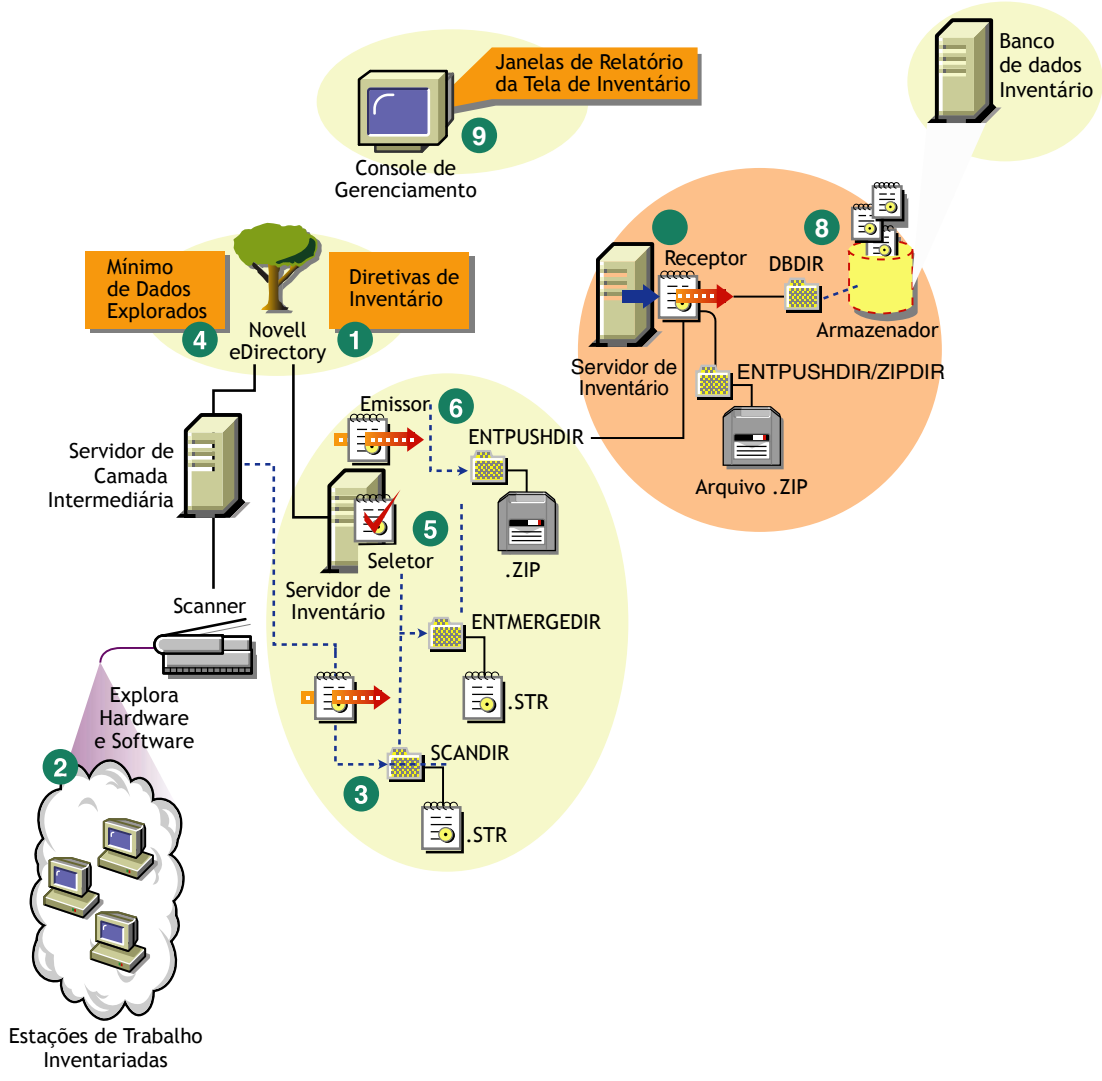 Janelas de Relatório
da Tela de Inventário
9
Console de
Gerenciamento
Banco
de dados
Inventário
Mínimo
de Dados
Explorados
4
Novell
eDirectory
Diretivas de
Inventário
1
Receptor
DBDIR
8
Armazenador
Servidor de
Inventário
ENTPUSHDIR/ZIPDIR
Arquivo .ZIP
Servidor de
Camada
Intermediária
Emissor
6
ENTPUSHDIR
.ZIP
5
Seletor
Servidor de
Inventário
ENTMERGEDIR
.STR
SCANDIR
3
.STR
Scanner
Explora
Hardware
e Software
2
Estações de Trabalho
Inventariadas